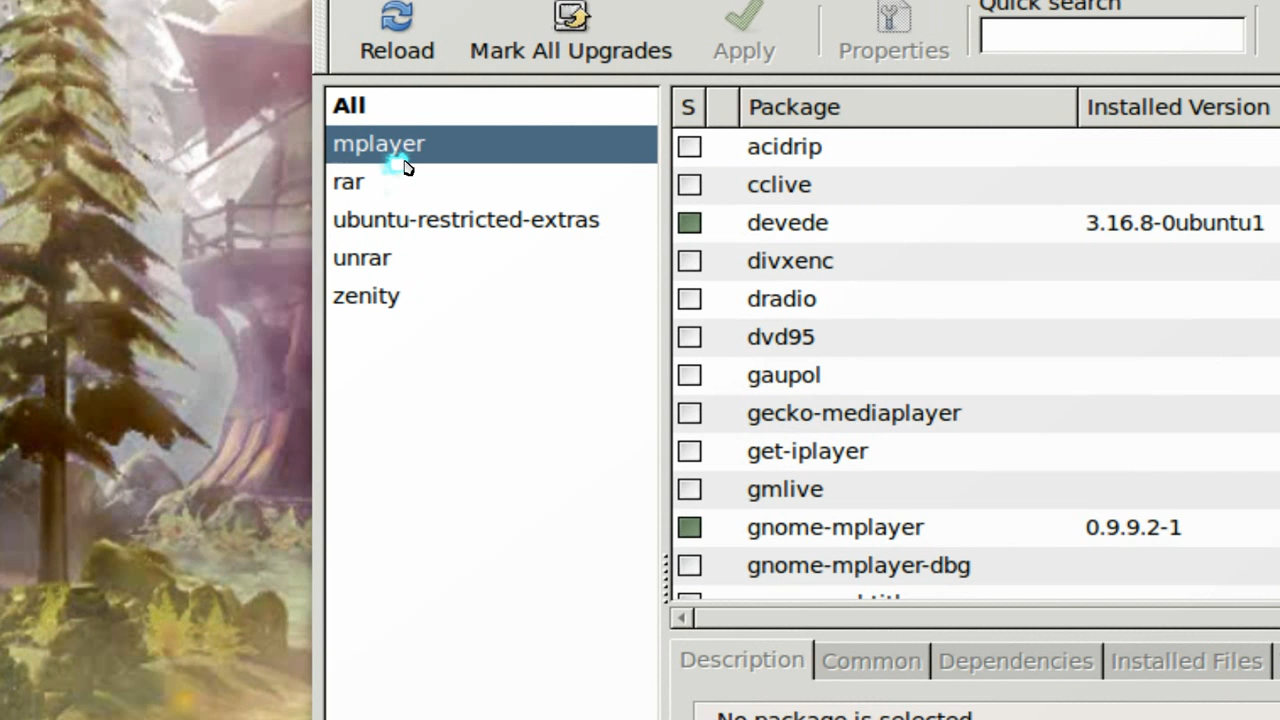 Quick search
Reload Mark All Upgrades Apply Properties
All
mplayer
rar
ubuntu-restricted-extras
unrar
zenity
S Package Installed Version
acidrip
cclive
devede 3.16.8-0ubuntu1
divxenc
dradio
dvd95
gaupol
gecko-mediaplayer
get-iplayer
gmlive
gnome-mplayer 0.9.9.2-1
gnome-mplayer-dbg
Description Common Dependencies Installed Files
No package is selected.